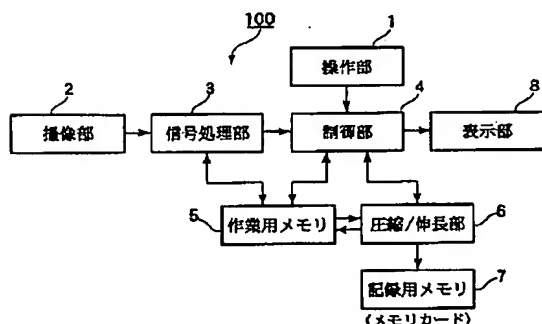 100
1
操作部
2
3
4
8
撮像部
信号処理部
制御部
表示部
5
作業用メモリ
圧縮/伸長部
6
記録用メモリ
7
(メモリカード)